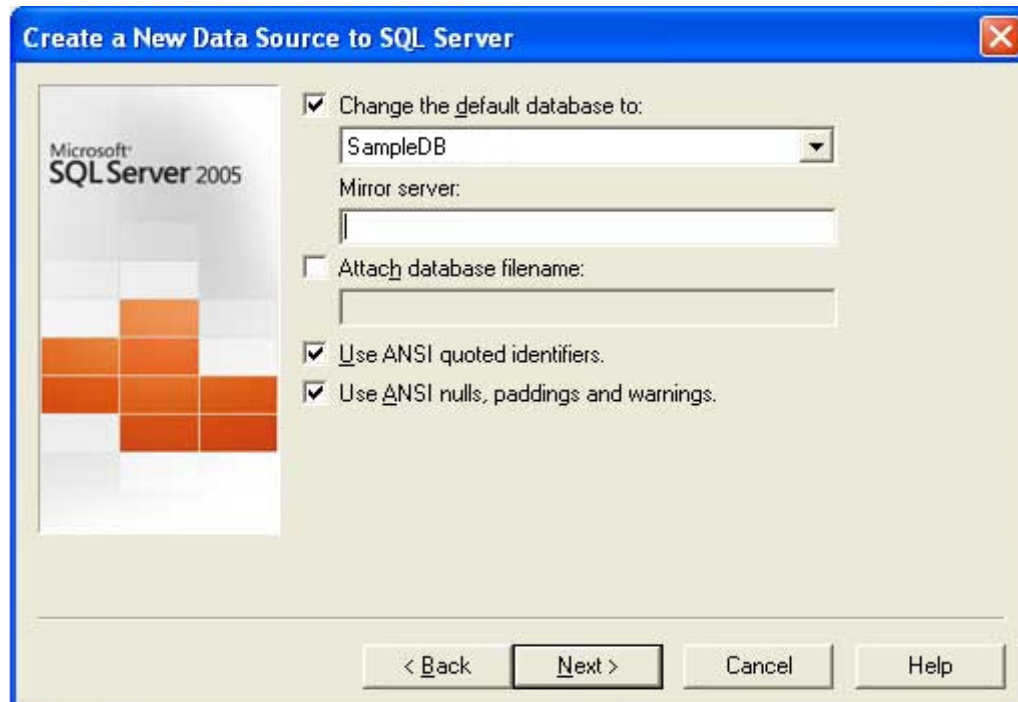 Create a New Data Source to SQL Server
Microsoft
SQL Server 2005
Change the default database to:
SampleDB
Mirror server:
Attach database filename:
Use ANSI quoted identifiers.
Use ANSI nulls, paddings and warnings.
< Back
Next >
Cancel
Help